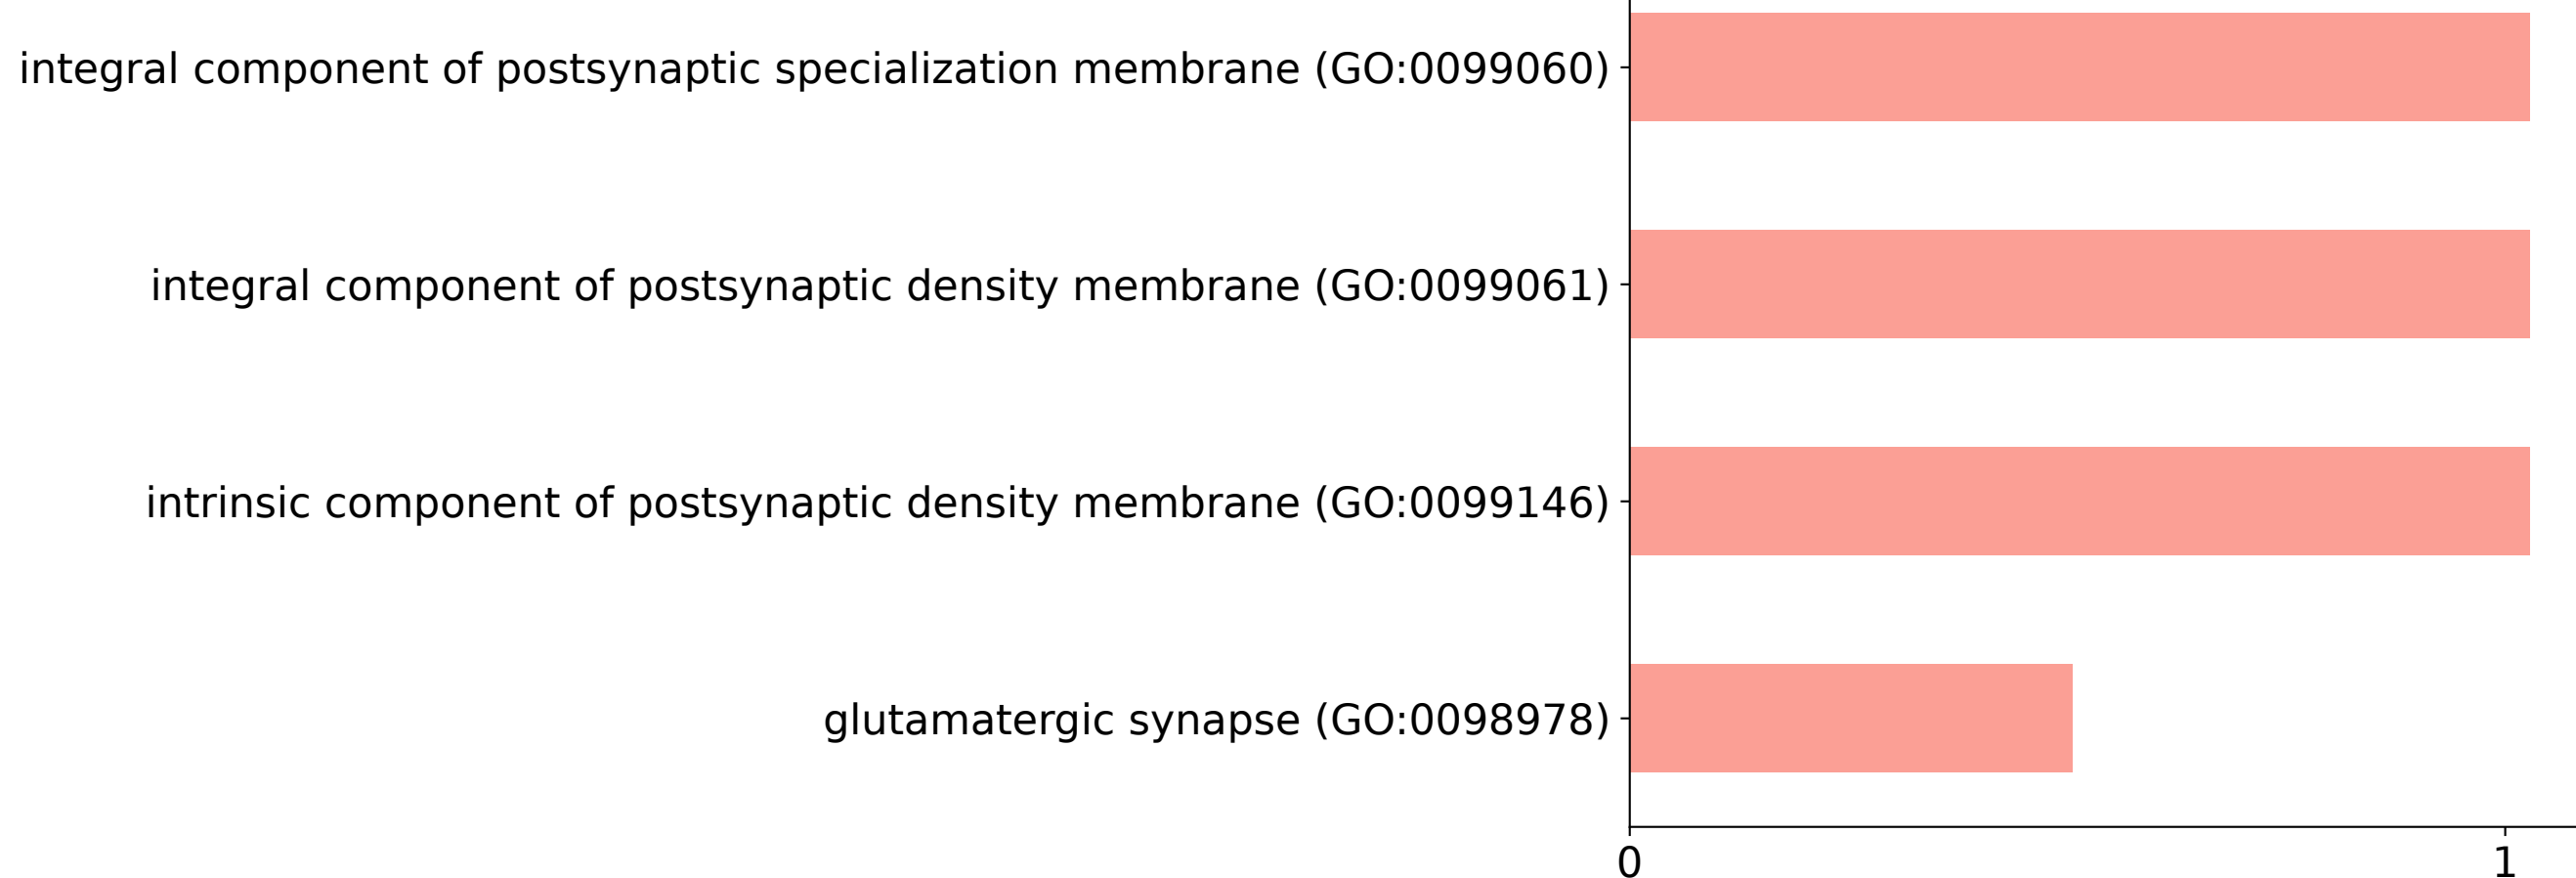 integral component of postsynaptic specialization membrane (GO:0099060)
integral component of postsynaptic density membrane (GO:0099061)
intrinsic component of postsynaptic density membrane (GO:0099146)
glutamatergic synapse (GO:0098978)
0 1